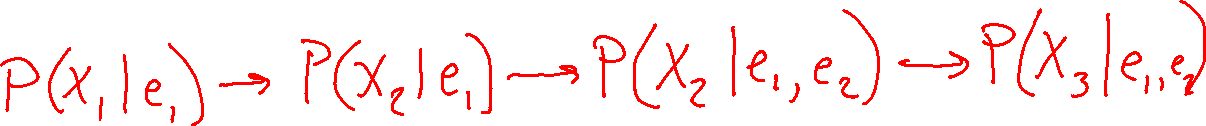 P(X₁|e₁) → P(X₂|e₁) → P(X₂|e₁,e₂) → P(X₃|e₁,e₂)